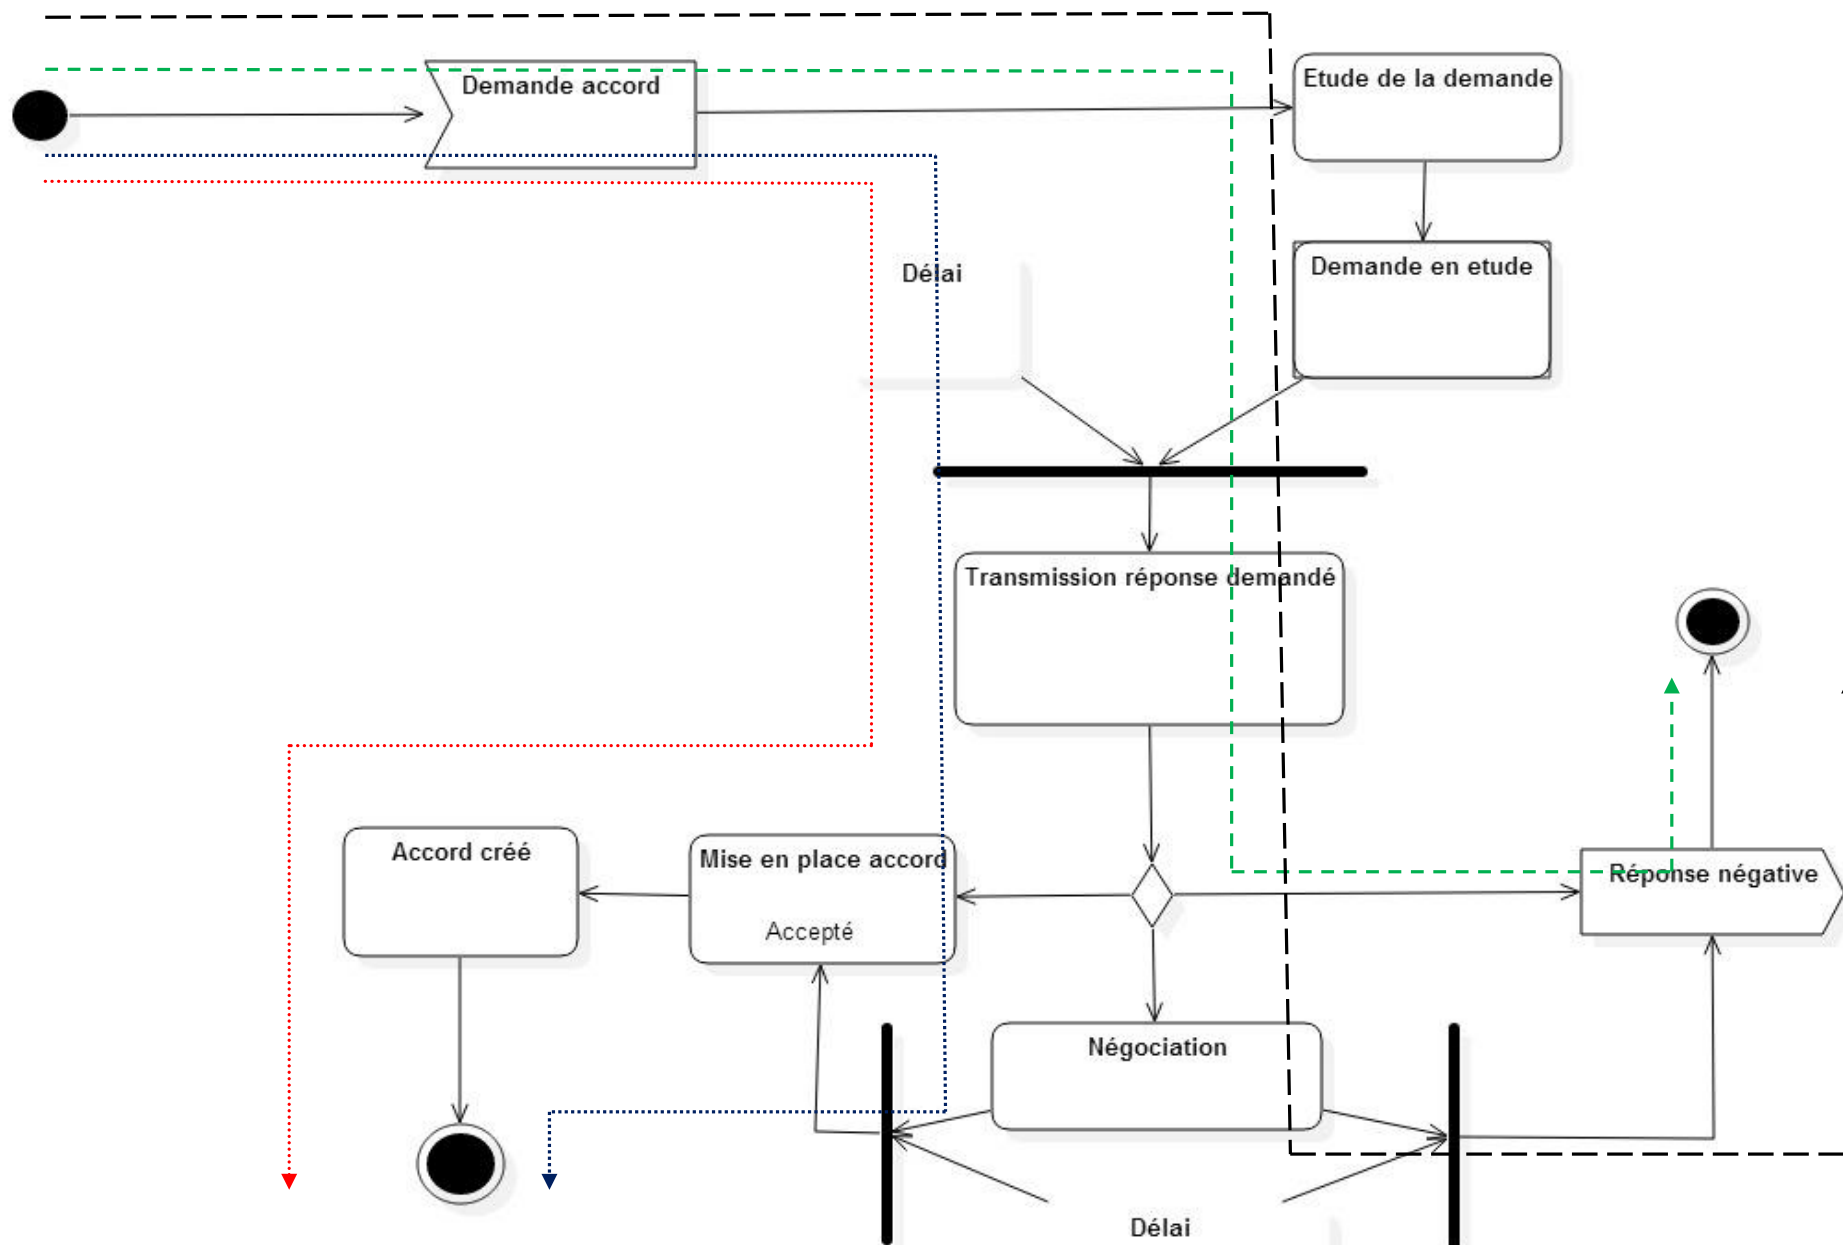 Demande accord
Etude de la demande
Délai
Demande en etude
Transmission réponse demandé
Accord créé
Mise en place accord
Accepté
Réponse négative
Négociation
Délai